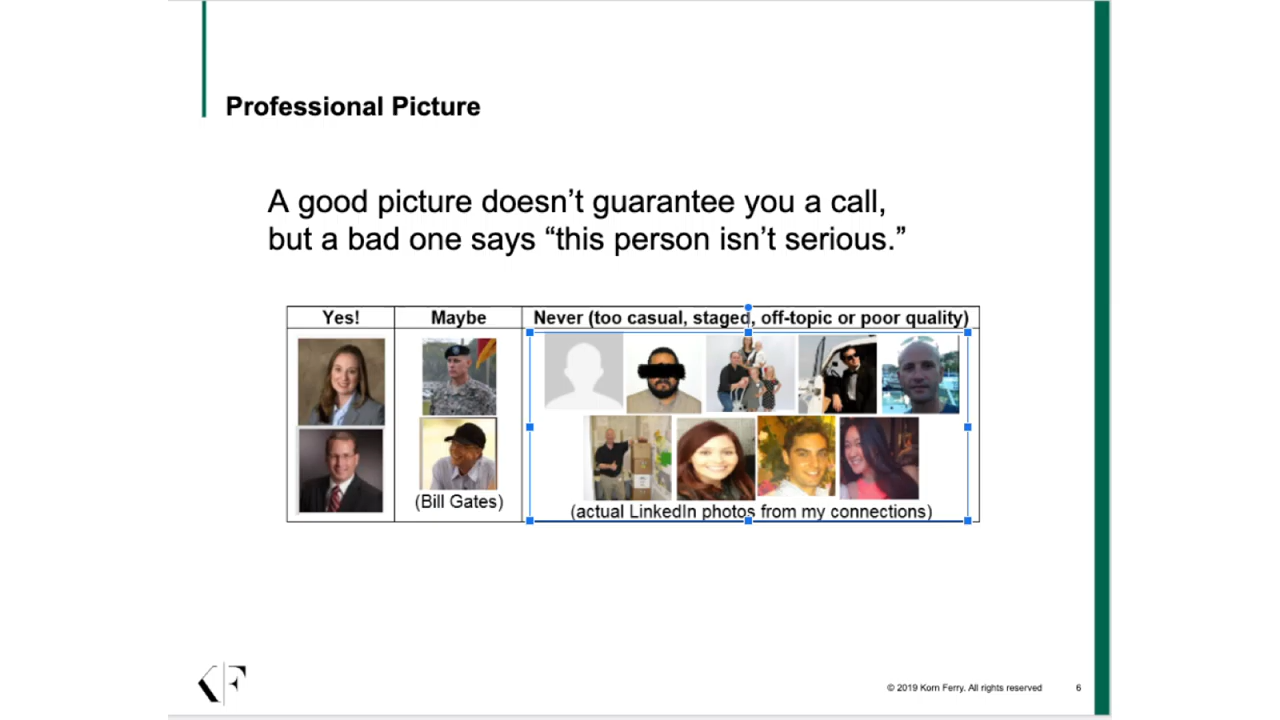 Professional Picture
A good picture doesn’t guarantee you a call,
but a bad one says “this person isn’t serious.”
Yes!
Maybe
Never (too casual, staged, off-topic or poor quality)
(Bill Gates)
(actual LinkedIn photos from my connections)
KF
© 2019 Korn Ferry. All rights reserved
6